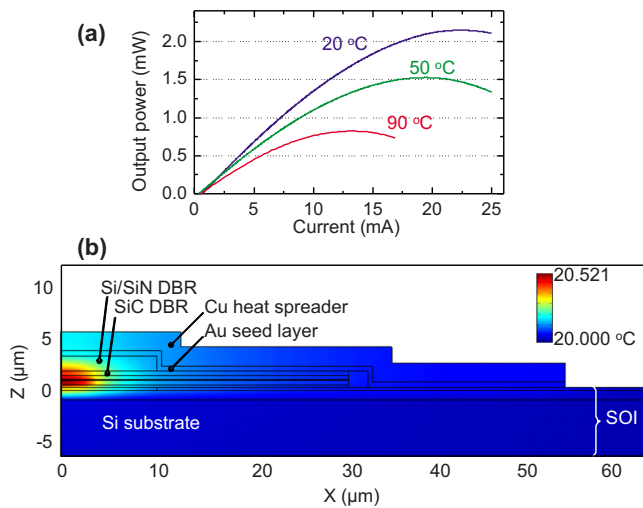 (a)
Output power (mW)
2.0
1.5
1.0
0.5
0.0
20 °C
50 °C
90 °C
0 5 10 15 20 25
Current (mA)
(b)
Si/SiN DBR
SiC DBR
Cu heat spreader
Au seed layer
20.521
20.000 °C
Z (µm)
10
5
0
-5
Si substrate
SOI
0 10 20 30 40 50 60
X (µm)